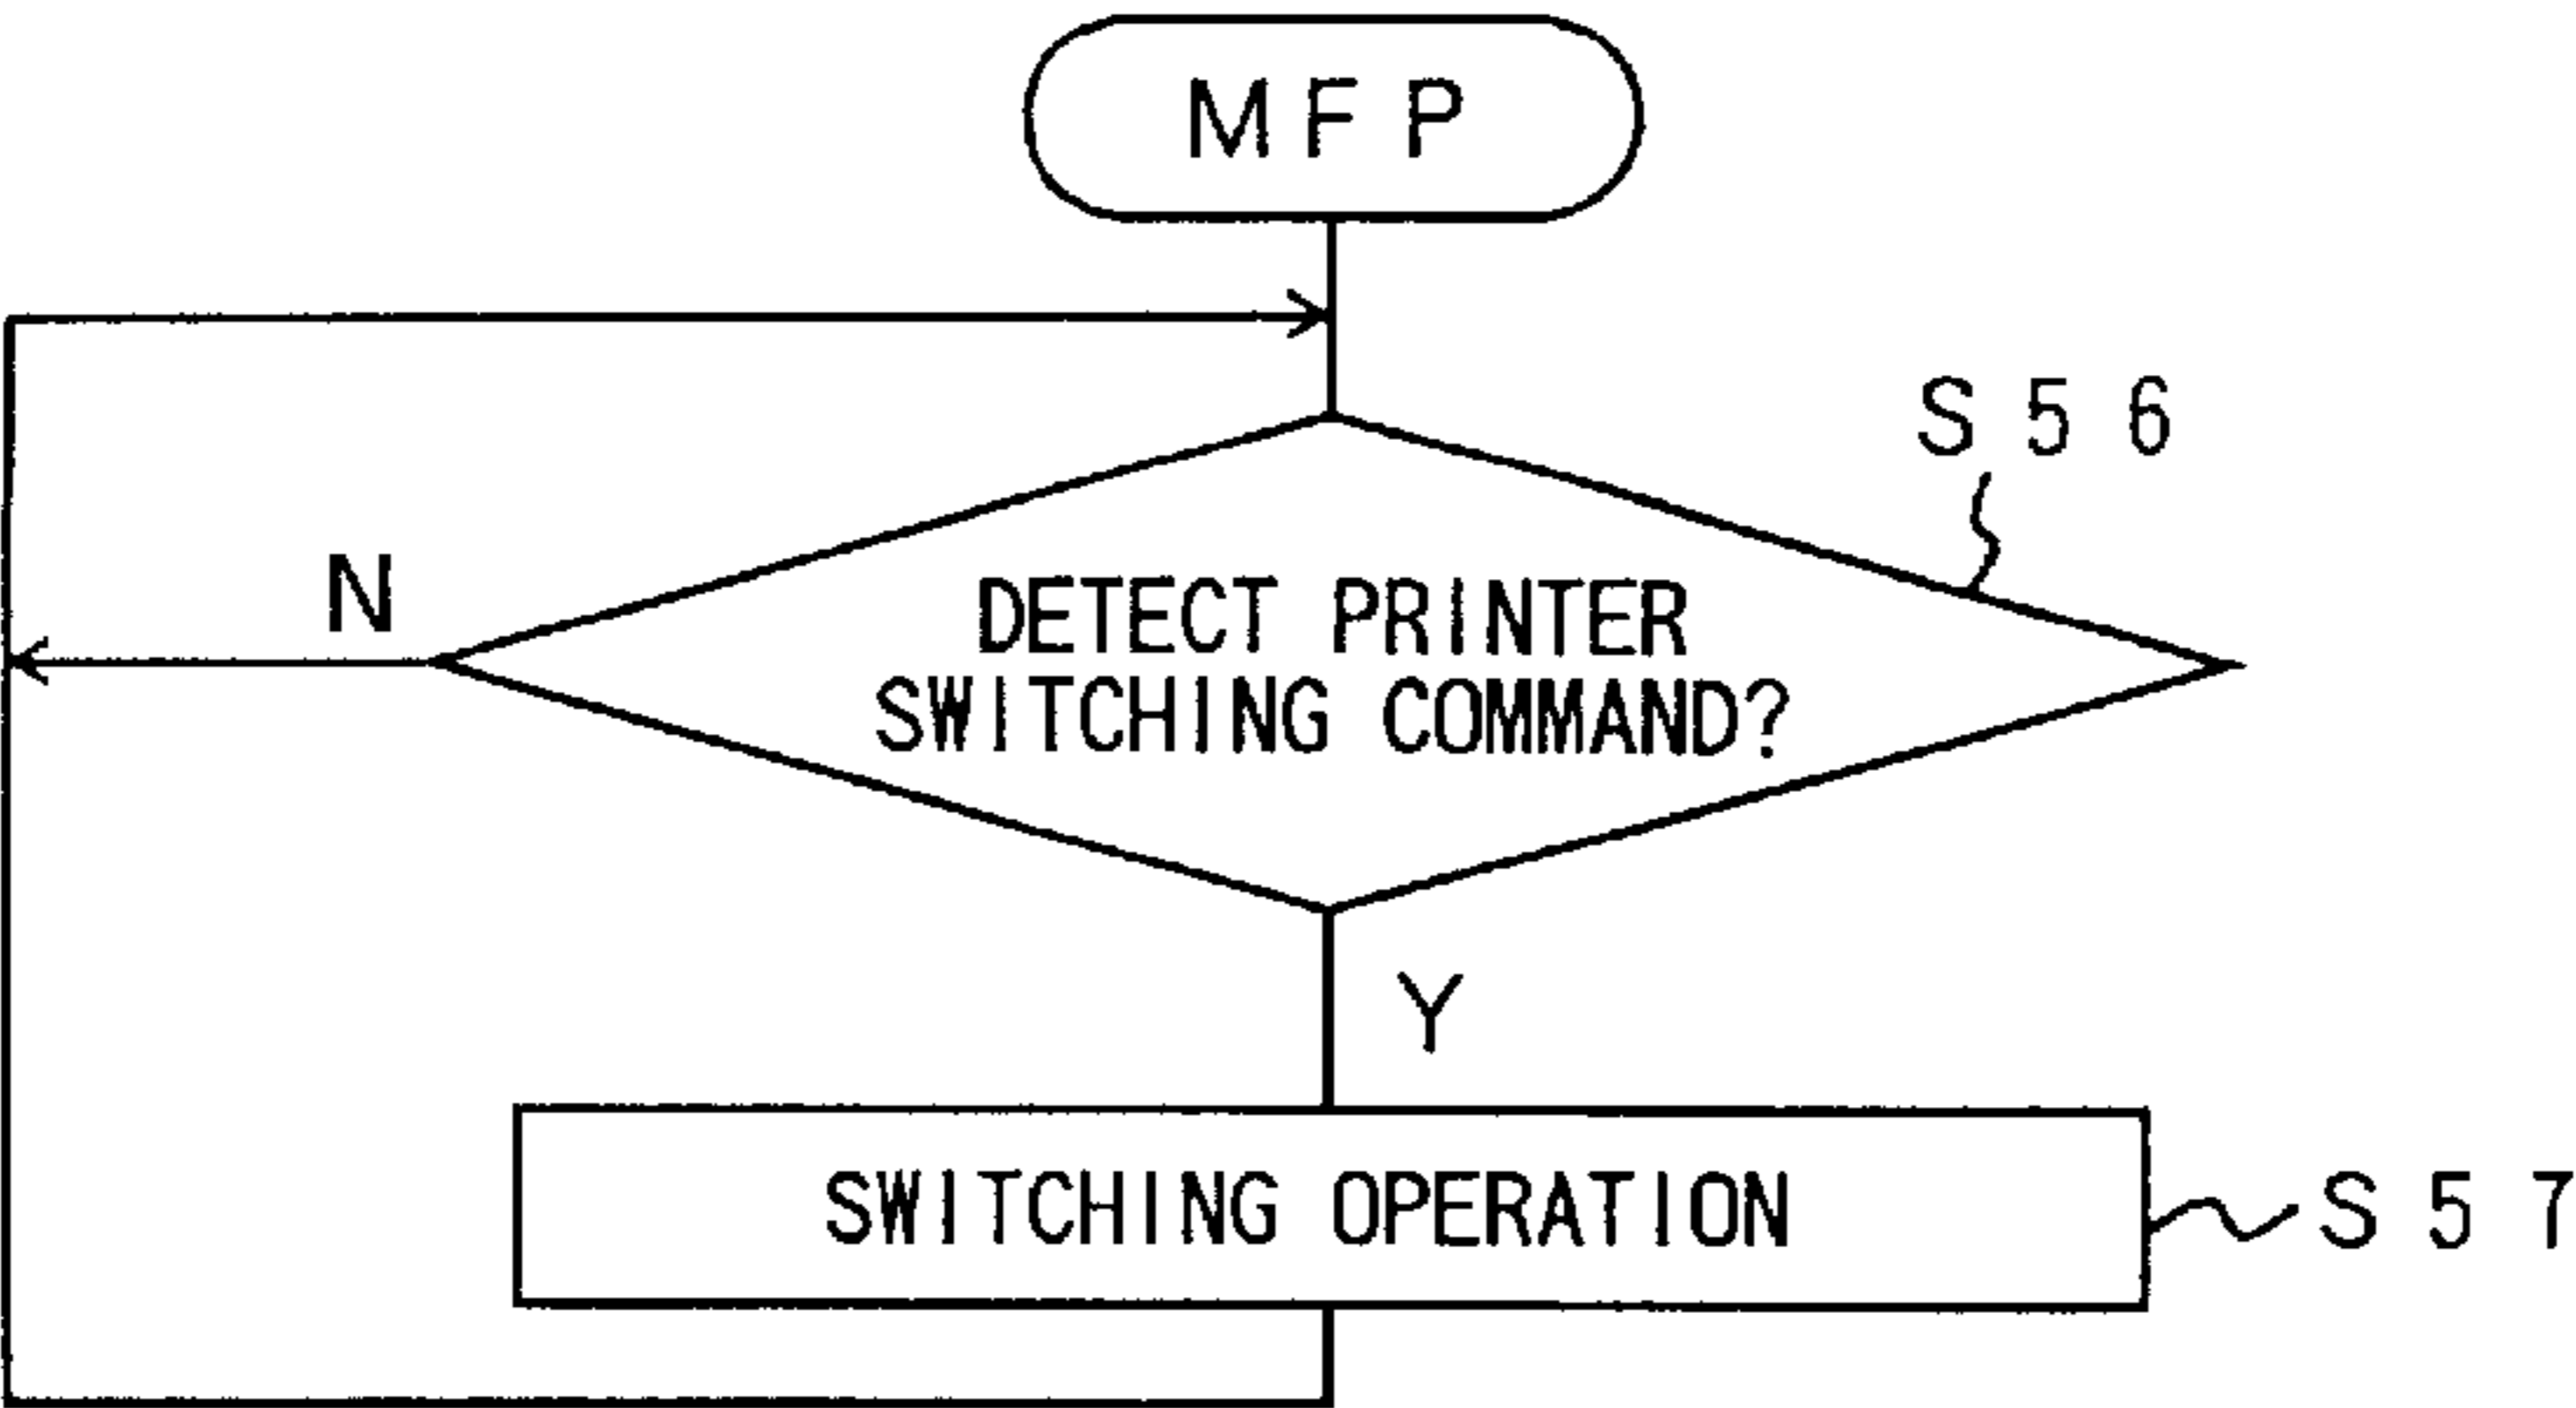 MFP
S56
N
DETECT PRINTER
SWITCHING COMMAND?
Y
SWITCHING OPERATION
S57